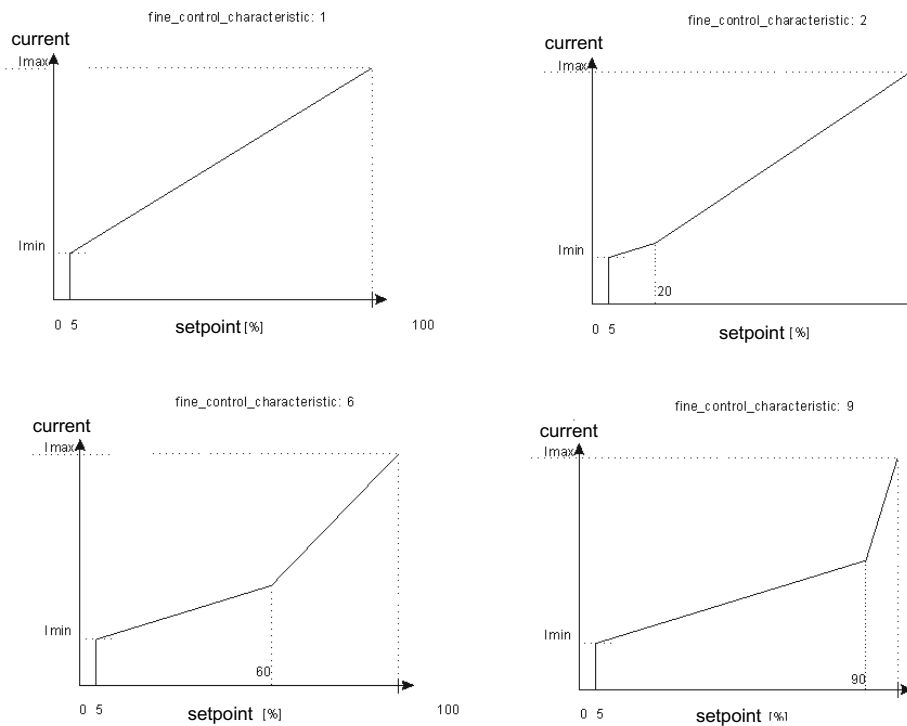 fine_control_characteristic: 1
current
Imax
Imin
0 5
setpoint [%]
100
fine_control_characteristic: 2
current
Imax
Imin
20
0 5
setpoint [%]
fine_control_characteristic: 6
current
Imax
Imin
60
0 5
setpoint [%]
100
fine_control_characteristic: 9
current
Imax
Imin
90
0 5
setpoint [%]